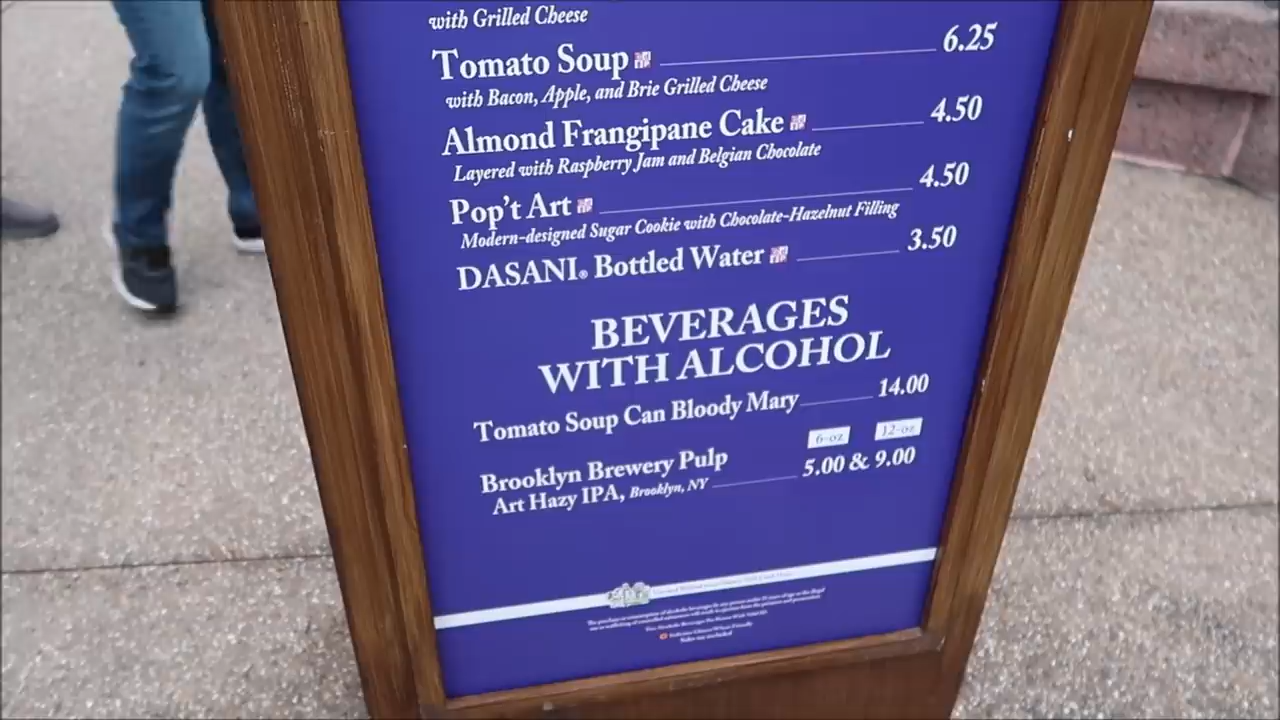 with Grilled Cheese
Tomato Soup 6.25
with Bacon, Apple, and Brie Grilled Cheese
Almond Frangipane Cake 4.50
Layered with Raspberry Jam and Belgian Chocolate
Pop't Art 4.50
Modern-designed Sugar Cookie with Chocolate-Hazelnut Filling
DASANI® Bottled Water 3.50
BEVERAGES
WITH ALCOHOL
Tomato Soup Can Bloody Mary 14.00
6-oz 12-oz
Brooklyn Brewery Pulp
Art Hazy IPA, Brooklyn, NY 5.00 & 9.00